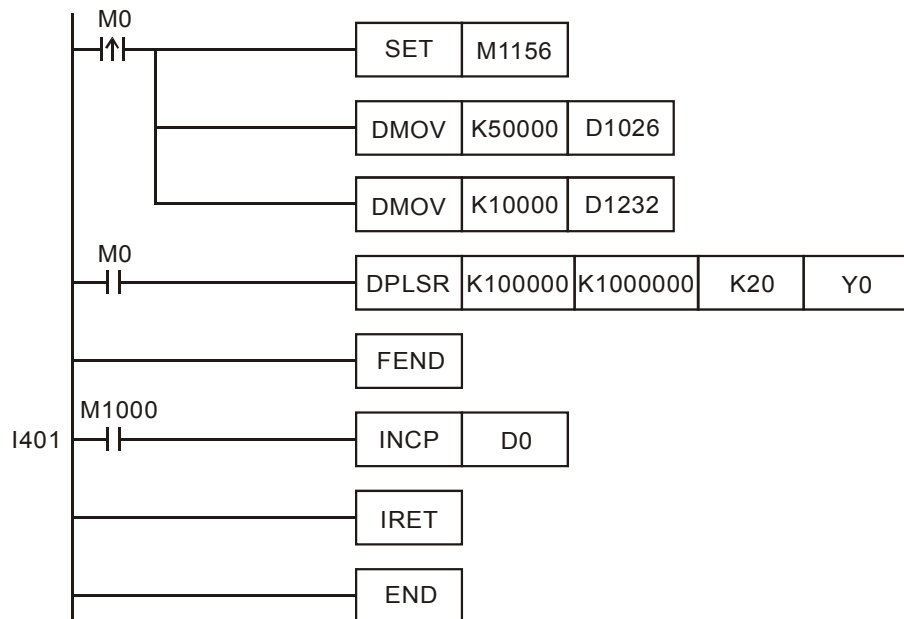 M0
SET M1156
DMOV K50000 D1026
DMOV K10000 D1232
M0
DPLSR K100000 K1000000 K20 Y0
FEND
M1000
I401 INCP D0
IRET
END